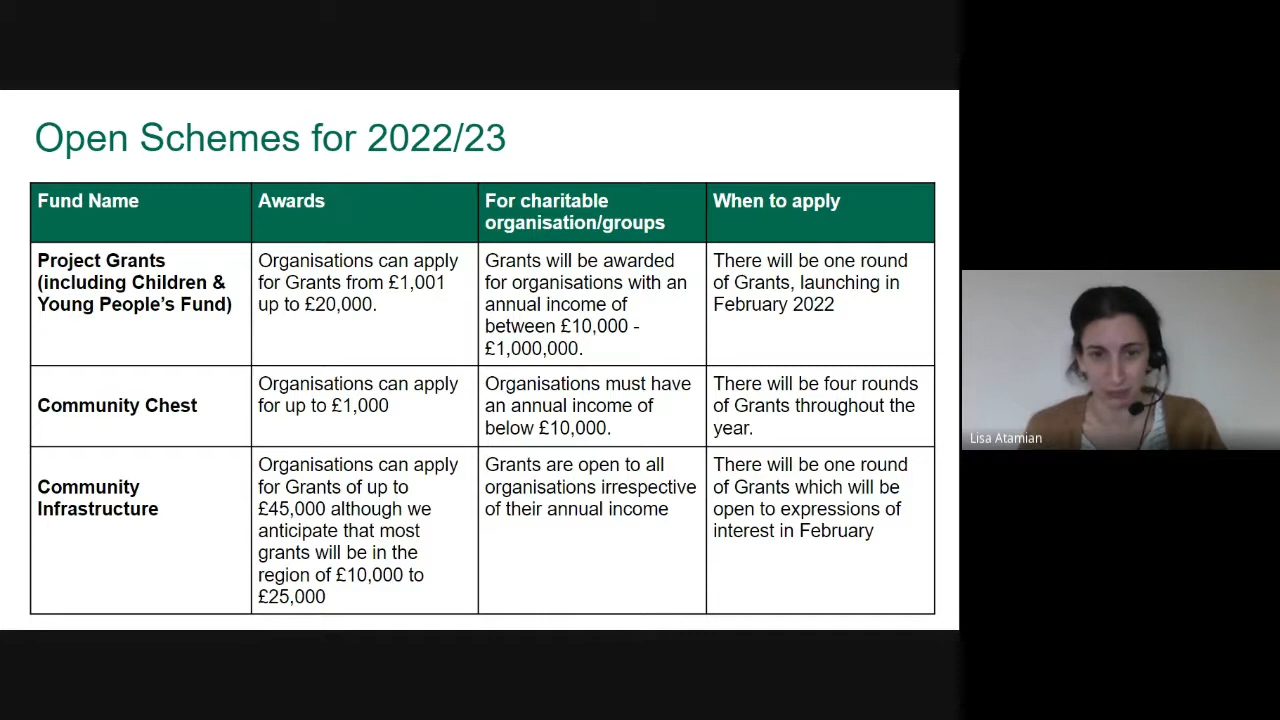 Open Schemes for 2022/23
Fund Name
Awards
For charitable
organisation/groups
When to apply
Project Grants
(including Children &
Young People's Fund)
Organisations can apply
for Grants from £1,001
up to £20,000.
Grants will be awarded
for organisations with an
annual income of
between £10,000 -
£1,000,000.
There will be one round
of Grants, launching in
February 2022
Community Chest
Organisations can apply
for up to £1,000
Organisations must have
an annual income of
below £10,000.
There will be four rounds
of Grants throughout the
year.
Community
Infrastructure
Organisations can apply
for Grants of up to
£45,000 although we
anticipate that most
grants will be in the
region of £10,000 to
£25,000
Grants are open to all
organisations irrespective
of their annual income
There will be one round
of Grants which will be
open to expressions of
interest in February
Lisa Atamian